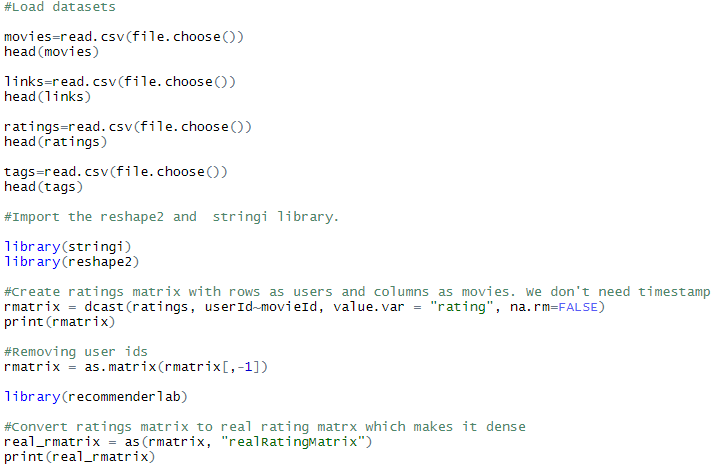 #Load datasets
movies=read.csv(file.choose())
head(movies)
links=read.csv(file.choose())
head(links)
ratings=read.csv(file.choose())
head(ratings)
tags=read.csv(file.choose())
head(tags)
#Import the reshape2 and  stringi library.
library(stringi)
library(reshape2)
#Create ratings matrix with rows as users and columns as movies. We don't need timestamp
rmatrix = dcast(ratings, userId~movieId, value.var = "rating", na.rm=FALSE)
print(rmatrix)
#Removing user ids
rmatrix = as.matrix(rmatrix[,-1])
library(recommenderlab)
#Convert ratings matrix to real rating matrx which makes it dense
real_rmatrix = as(rmatrix, "realRatingMatrix")
print(real_rmatrix)